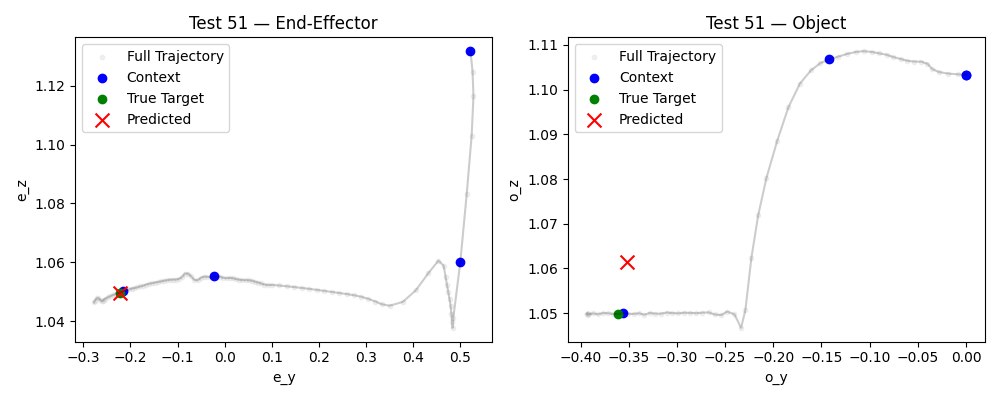 Test 51 — End-Effector
Full Trajectory
Context
True Target
Predicted
1.12
1.10
1.08
1.06
1.04
e_z
−0.3 −0.2 −0.1 0.0 0.1 0.2 0.3 0.4 0.5
e_y
Test 51 — Object
Full Trajectory
Context
True Target
Predicted
1.11
1.10
1.09
1.08
1.07
1.06
1.05
o_z
−0.40 −0.35 −0.30 −0.25 −0.20 −0.15 −0.10 −0.05 0.00
o_y